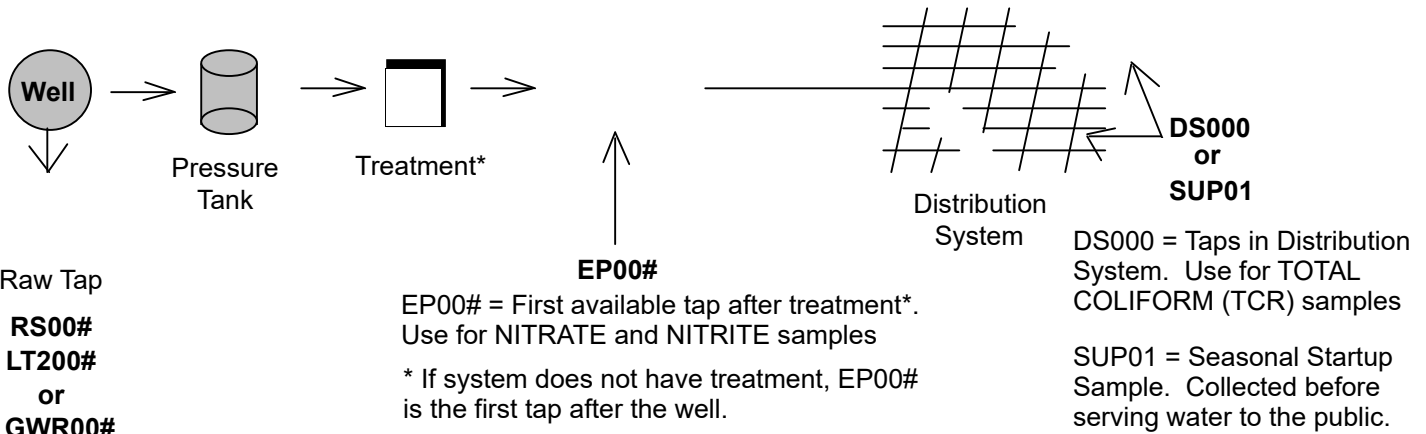 Well
Pressure
Tank
Treatment*
Distribution
System
DS000
or
SUP01
Raw Tap
RS00#
LT200#
or
GWR00#
EP00#
EP00# = First available tap after treatment*.
Use for NITRATE and NITRITE samples
* If system does not have treatment, EP00#
is the first tap after the well.
DS000 = Taps in Distribution
System. Use for TOTAL
COLIFORM (TCR) samples
SUP01 = Seasonal Startup
Sample. Collected before
serving water to the public.